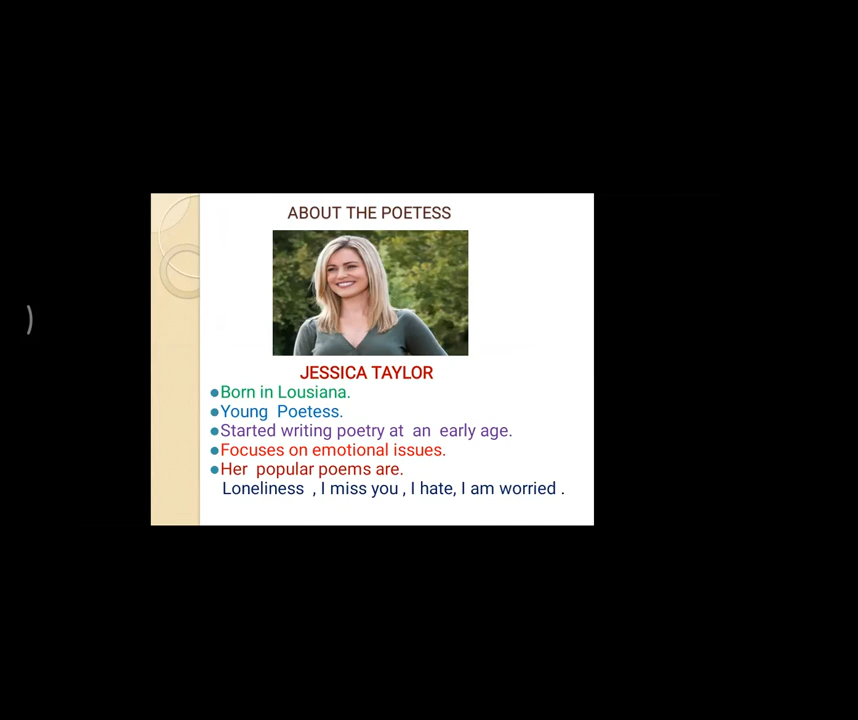 ABOUT THE POETESS
JESSICA TAYLOR
●Born in Lousiana.
●Young Poetess.
●Started writing poetry at an early age.
●Focuses on emotional issues.
●Her popular poems are.
Loneliness , I miss you , I hate, I am worried .